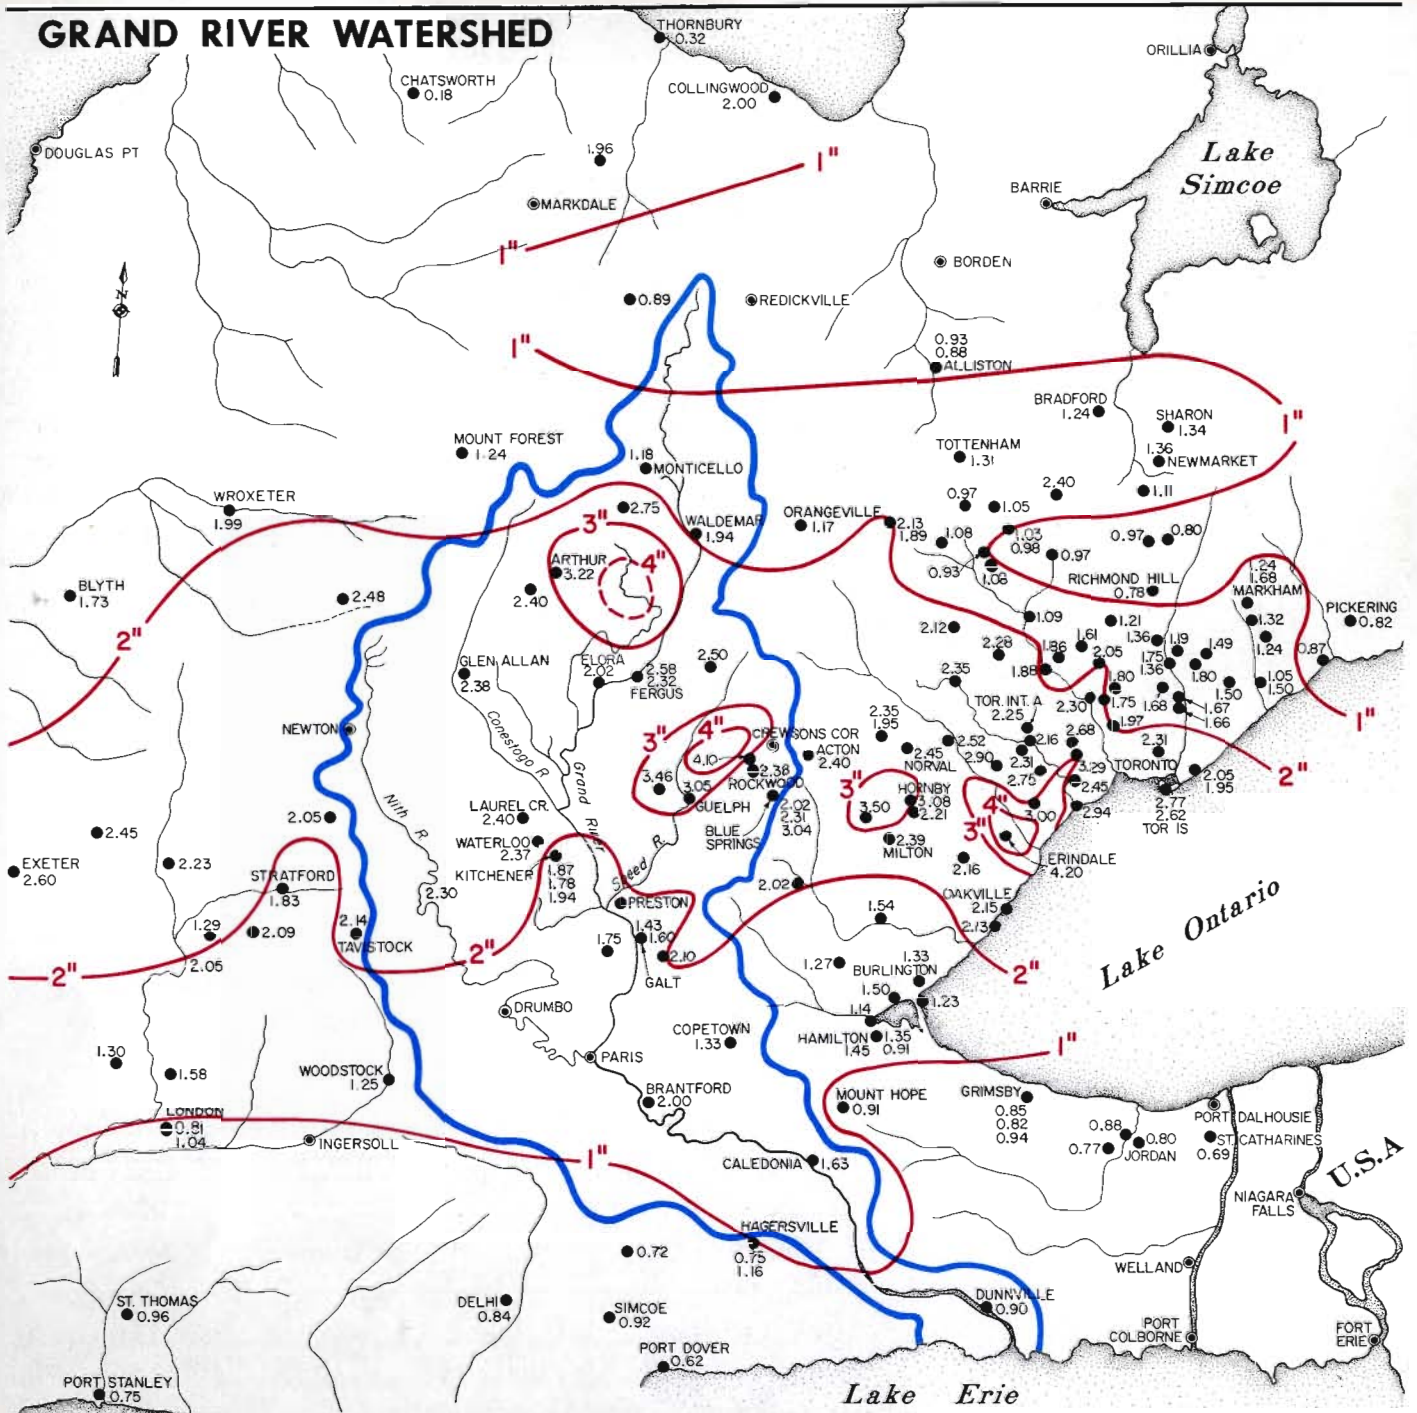 GRAND RIVER WATERSHED
THORNBURY
0.32
ORILLIA
CHATSWORTH
0.18
COLLINGWOOD
2.00
DOUGLAS PT
1.96
Lake
Simcoe
1"
BARRIE
MARKDALE
1"
BORDEN
N
0.89
REDICKVILLE
1"
0.93
0.88
ALLISTON
BRADFORD
1.24
SHARON
1.34
1"
MOUNT FOREST
1.24
1.18
MONTICELLO
TOTTENHAM
1.31
1.36
NEWMARKET
WROXETER
1.99
2.75
2.40
1.11
0.97
1.05
3"
WALDEMAR
1.94
ORANGEVILLE
1.17
2.13
1.89
1.08
1.03
0.98
0.97
0.97
0.80
ARTHUR
3.22
4"
0.93
1.08
1.24
1.68
MARKHAM
RICHMOND HILL
0.78
BLYTH
1.73
2.48
2.40
PICKERING
0.82
2"
2.12
1.09
1.21
1.32
1.61
1.36
1.19
1.49
1.24
0.87
GLEN ALLAN
2.38
ELORA
2.02
2.58
2.32
FERGUS
2.50
2.28
1.86
1.88
2.05
1.75
1.36
1.80
2.35
1.80
1.05
1.50
1.50
NEWTON
Conestogo R.
3"
4"
CREWSONS COR
2.35
1.95
TOR. INT. A
2.25
2.30
1.75
1.68
1.67
1.66
1"
1.97
ACTON
2.40
2.45
NORVAL
2.52
2.16
2.68
2.31
TORONTO
4.10
2.38
ROCKWOOD
2.90
2.31
2.75
3.29
2"
Grand River
3.46
3.05
GUELPH
3"
HORNBY
3.08
2.21
2.45
2.05
1.95
Nith R.
LAUREL CR.
2.40
2.02
2.31
3.04
BLUE
SPRINGS
3.50
4"
3.00
2.94
2.77
2.62
TOR IS
2.05
2.45
WATERLOO
2.37
3"
2.39
MILTON
EXETER
2.60
2.23
KITCHENER
1.87
1.78
1.94
Speed R.
2.16
ERINDALE
4.20
STRATFORD
1.83
2.30
2.02
OAKVILLE
2.15
PRESTON
1.54
2.13
1.29
2.09
2.14
TAVISTOCK
1.43
1.60
1.75
2.10
2"
2"
2.05
GALT
1.27
1.33
BURLINGTON
2"
Lake Ontario
DRUMBO
1.50
1.23
1.14
COPETOWN
1.33
HAMILTON
1.45
1.35
0.91
1"
1.30
1.58
WOODSTOCK
1.25
PARIS
BRANTFORD
2.00
MOUNT HOPE
0.91
GRIMSBY
0.85
0.82
0.94
PORT DALHOUSIE
LONDON
0.81
1.04
INGERSOLL
0.88
0.80
0.77
JORDAN
ST. CATHARINES
0.69
1"
CALEDONIA
1.63
U.S.A
NIAGARA
FALLS
HAGERSVILLE
0.75
1.16
0.72
WELLAND
ST. THOMAS
0.96
DELHI
0.84
SIMCOE
0.92
DUNNVILLE
0.90
PORT
COLBORNE
FORT
ERIE
PORT DOVER
0.62
PORT STANLEY
0.75
Lake Erie